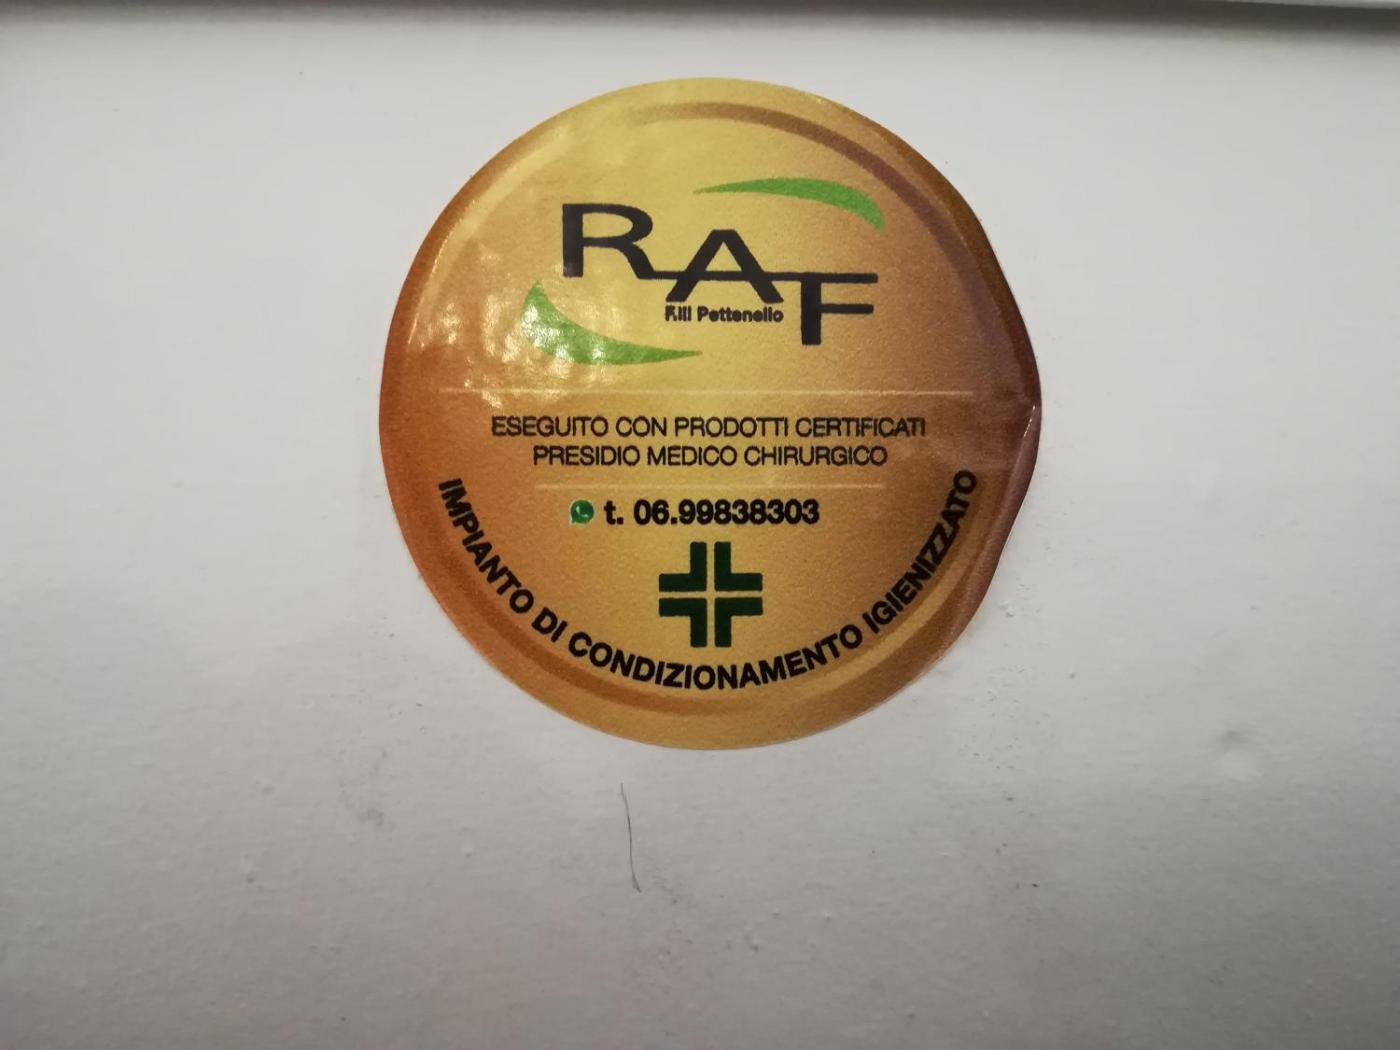 RAF
F.lli Pettenello
ESEGUITO CON PRODOTTI CERTIFICATI
PRESIDIO MEDICO CHIRURGICO
t. 06.99838303
IMPIANTO DI CONDIZIONAMENTO IGIENIZZATO